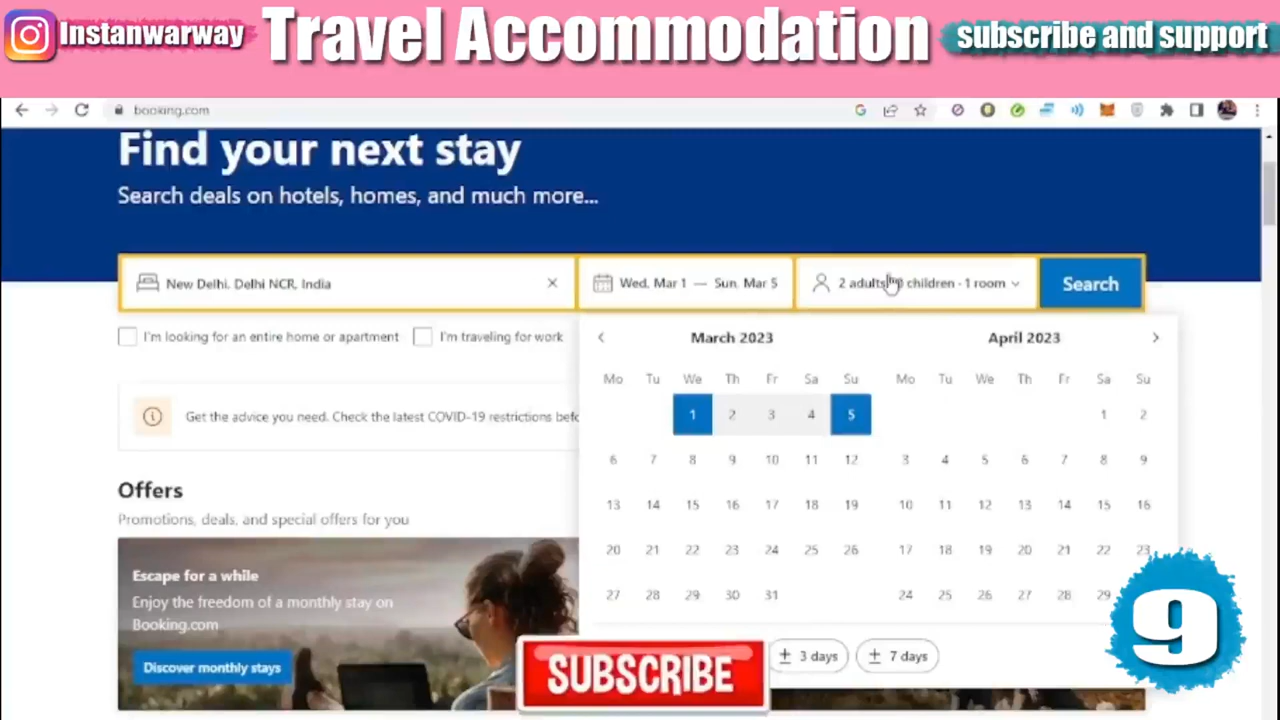 Instanwarway
Travel Accommodation
subscribe and support
booking.com
Find your next stay
Search deals on hotels, homes, and much more...
New Delhi, Delhi NCR, India
Wed, Mar 1 — Sun, Mar 5
2 adults children · 1 room
Search
I'm looking for an entire home or apartment
I'm traveling for work
March 2023
April 2023
Mo Tu We Th Fr Sa Su
Mo Tu We Th Fr Sa Su
1 2 3 4 5
1 2
6 7 8 9 10 11 12
3 4 5 6 7 8 9
13 14 15 16 17 18 19
10 11 12 13 14 15 16
20 21 22 23 24 25 26
17 18 19 20 21 22 23
27 28 29 30 31
24 25 26 27 28 29
Get the advice you need. Check the latest COVID-19 restrictions befo
Offers
Promotions, deals, and special offers for you
Escape for a while
Enjoy the freedom of a monthly stay on
Booking.com
Discover monthly stays
± 3 days
± 7 days
SUBSCRIBE
9